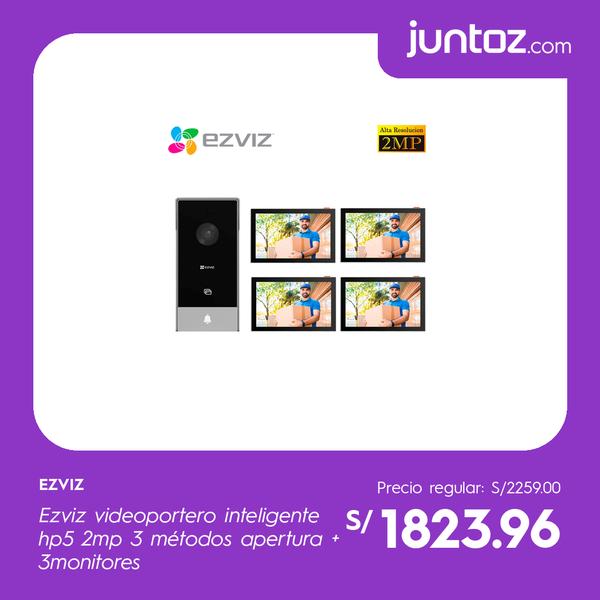 juntoz.com
ezviz
Alta Resolucion
2MP
ezviz
EZVIZ
Precio regular: S/2259.00
Ezviz videoportero inteligente
hp5 2mp 3 métodos apertura +
3monitores
S/ 1823.96